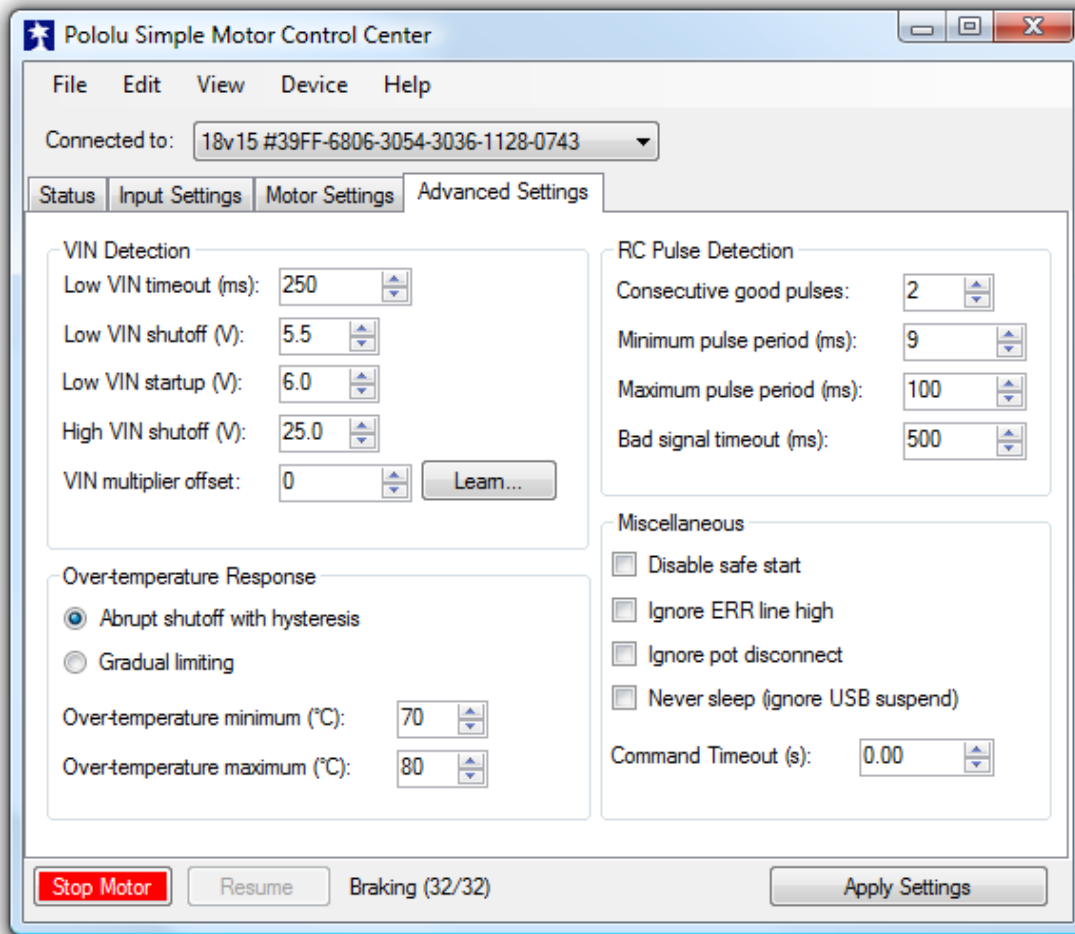 Pololu Simple Motor Control Center
File Edit View Device Help
Connected to: 18v15 #39FF-6806-3054-3036-1128-0743
Status Input Settings Motor Settings Advanced Settings
VIN Detection
Low VIN timeout (ms): 250
Low VIN shutoff (V): 5.5
Low VIN startup (V): 6.0
High VIN shutoff (V): 25.0
VIN multiplier offset: 0 Learn...
Over-temperature Response
Abrupt shutoff with hysteresis
Gradual limiting
Over-temperature minimum (°C): 70
Over-temperature maximum (°C): 80
RC Pulse Detection
Consecutive good pulses: 2
Minimum pulse period (ms): 9
Maximum pulse period (ms): 100
Bad signal timeout (ms): 500
Miscellaneous
Disable safe start
Ignore ERR line high
Ignore pot disconnect
Never sleep (ignore USB suspend)
Command Timeout (s): 0.00
Stop Motor Resume Braking (32/32) Apply Settings